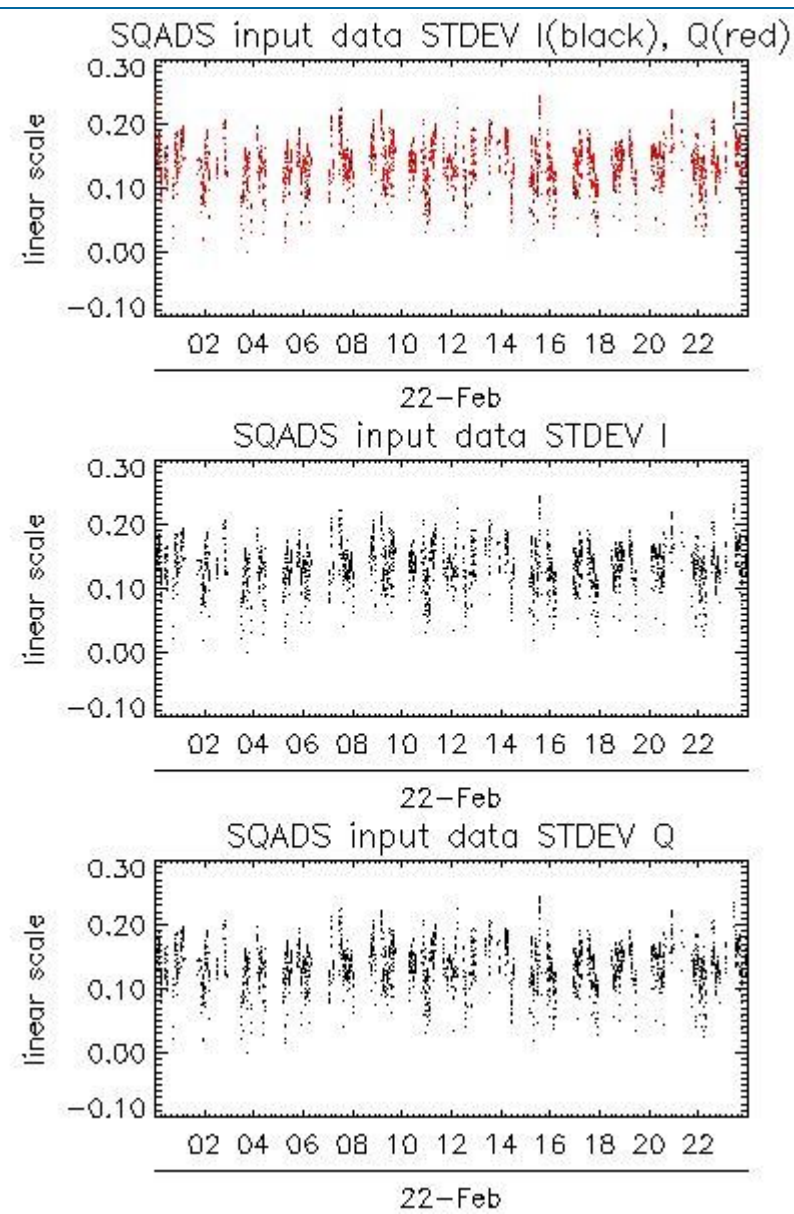 SQADS input data STDEV I(black), Q(red)
0.30
0.20
0.10
0.00
−0.10
linear scale
02 04 06 08 10 12 14 16 18 20 22
22−Feb
SQADS input data STDEV I
0.30
0.20
0.10
0.00
−0.10
linear scale
02 04 06 08 10 12 14 16 18 20 22
22−Feb
SQADS input data STDEV Q
0.30
0.20
0.10
0.00
−0.10
linear scale
02 04 06 08 10 12 14 16 18 20 22
22−Feb